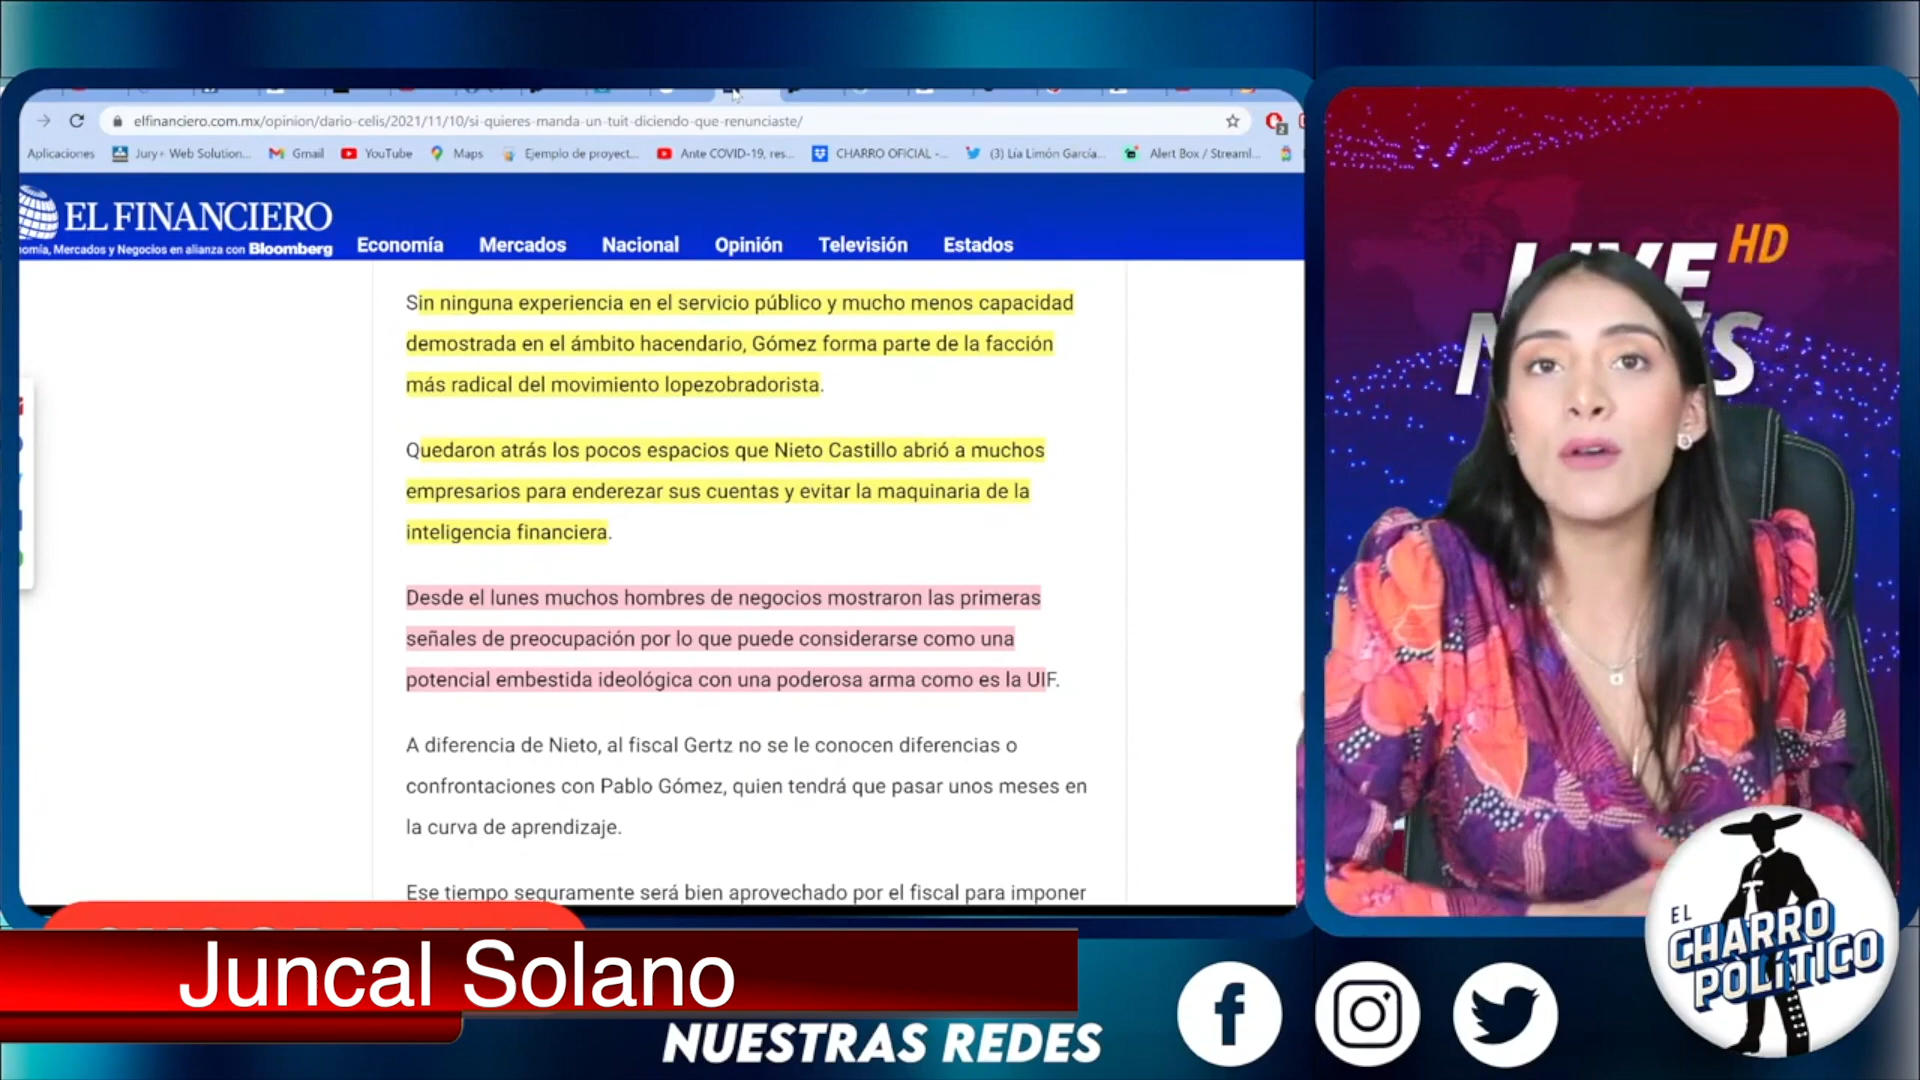 elfinanciero.com.mx/opinion/dario-celis/2021/11/10/si-quieres-manda-un-tuit-diciendo-que-renunciaste/
2
Aplicaciones
Jury+ Web Solution...
Gmail
YouTube
Maps
Ejemplo de proyect...
Ante COVID-19, res...
CHARRO OFICIAL -...
(3) Lía Limón García...
Alert Box / Streaml...
EL FINANCIERO
omía, Mercados y Negocios en alianza con Bloomberg
Economía
Mercados
Nacional
Opinión
Televisión
Estados
Sin ninguna experiencia en el servicio público y mucho menos capacidad
demostrada en el ámbito hacendario, Gómez forma parte de la facción
más radical del movimiento lopezobradorista.
Quedaron atrás los pocos espacios que Nieto Castillo abrió a muchos
empresarios para enderezar sus cuentas y evitar la maquinaria de la
inteligencia financiera.
Desde el lunes muchos hombres de negocios mostraron las primeras
señales de preocupación por lo que puede considerarse como una
potencial embestida ideológica con una poderosa arma como es la UIF.
A diferencia de Nieto, al fiscal Gertz no se le conocen diferencias o
confrontaciones con Pablo Gómez, quien tendrá que pasar unos meses en
la curva de aprendizaje.
Ese tiempo seguramente será bien aprovechado por el fiscal para imponer
HD
Juncal Solano
NUESTRAS REDES
EL
CHARRO
POLÍTICO